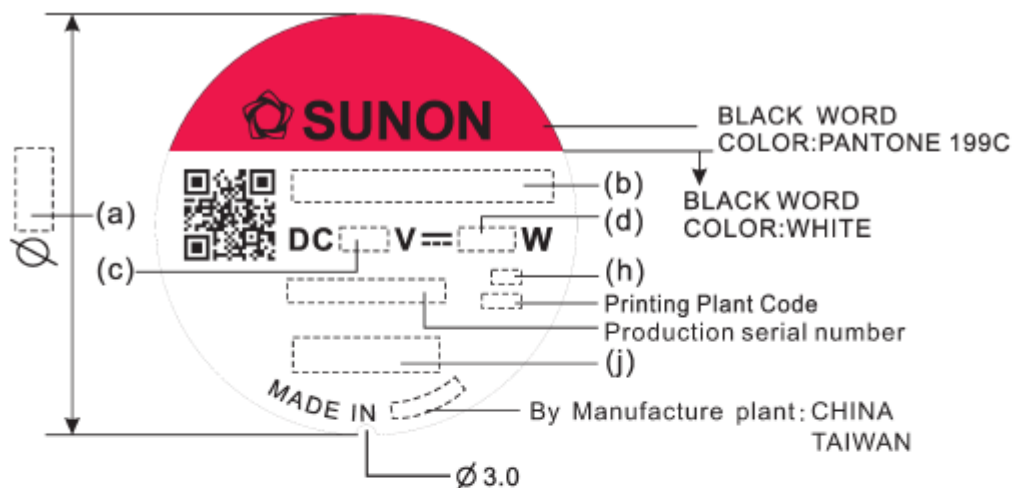 SUNON
BLACK WORD
COLOR:PANTONE 199C
(a)
(b)
BLACK WORD
COLOR:WHITE
(d)
DC V W
(c)
(h)
Printing Plant Code
Production serial number
(j)
MADE IN
By Manufacture plant: CHINA
TAIWAN
Ø
Ø 3.0